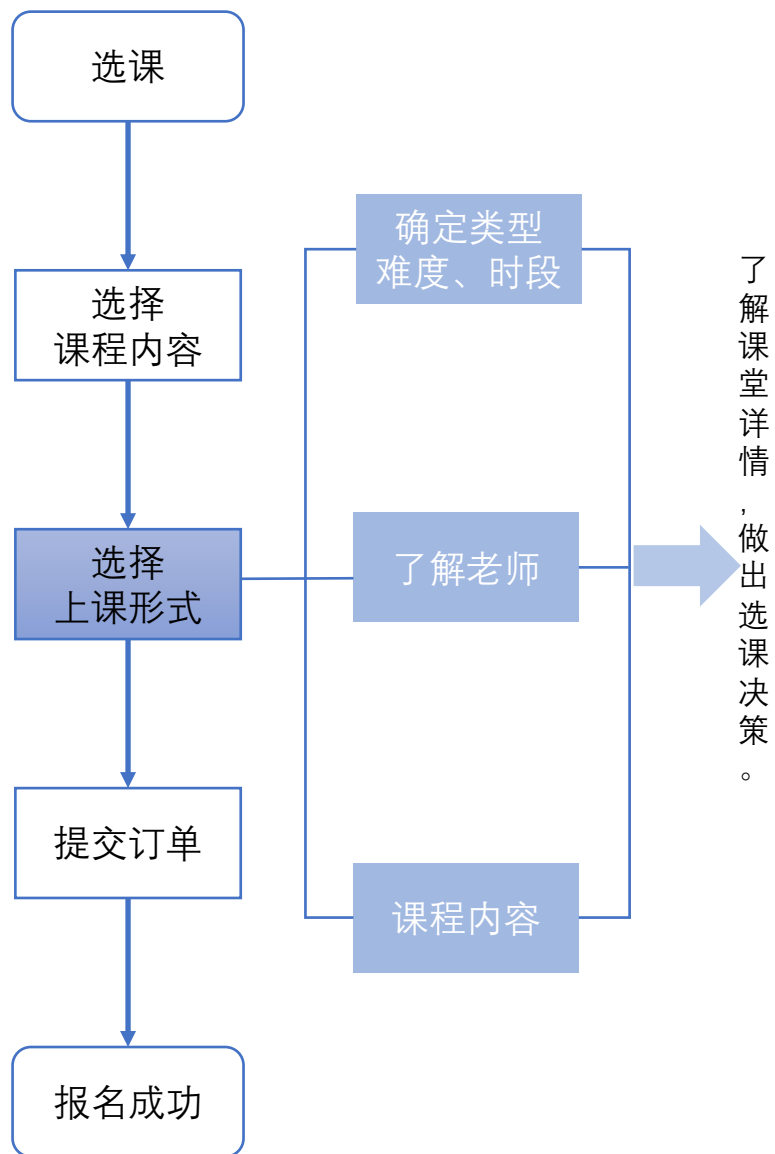 选课
选择
课程内容
选择
上课形式
提交订单
报名成功
确定类型
难度、时段
了解老师
课程内容
了解课堂详情，做出选课决策。